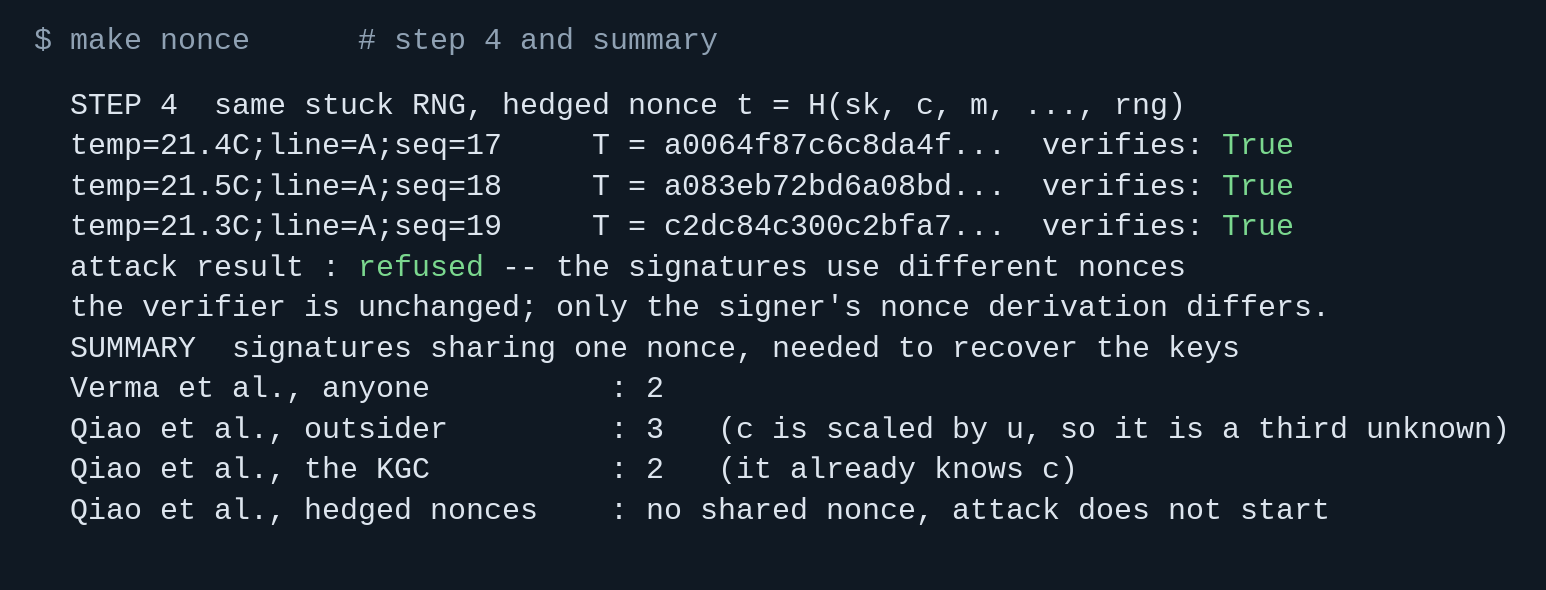 $ make nonce      # step 4 and summary
STEP 4  same stuck RNG, hedged nonce t = H(sk, c, m, ..., rng)
temp=21.4C;line=A;seq=17     T = a0064f87c6c8da4f...  verifies: True
temp=21.5C;line=A;seq=18     T = a083eb72bd6a08bd...  verifies: True
temp=21.3C;line=A;seq=19     T = c2dc84c300c2bfa7...  verifies: True
attack result : refused -- the signatures use different nonces
the verifier is unchanged; only the signer's nonce derivation differs.
SUMMARY  signatures sharing one nonce, needed to recover the keys
Verma et al., anyone          : 2
Qiao et al., outsider         : 3   (c is scaled by u, so it is a third unknown)
Qiao et al., the KGC          : 2   (it already knows c)
Qiao et al., hedged nonces    : no shared nonce, attack does not start